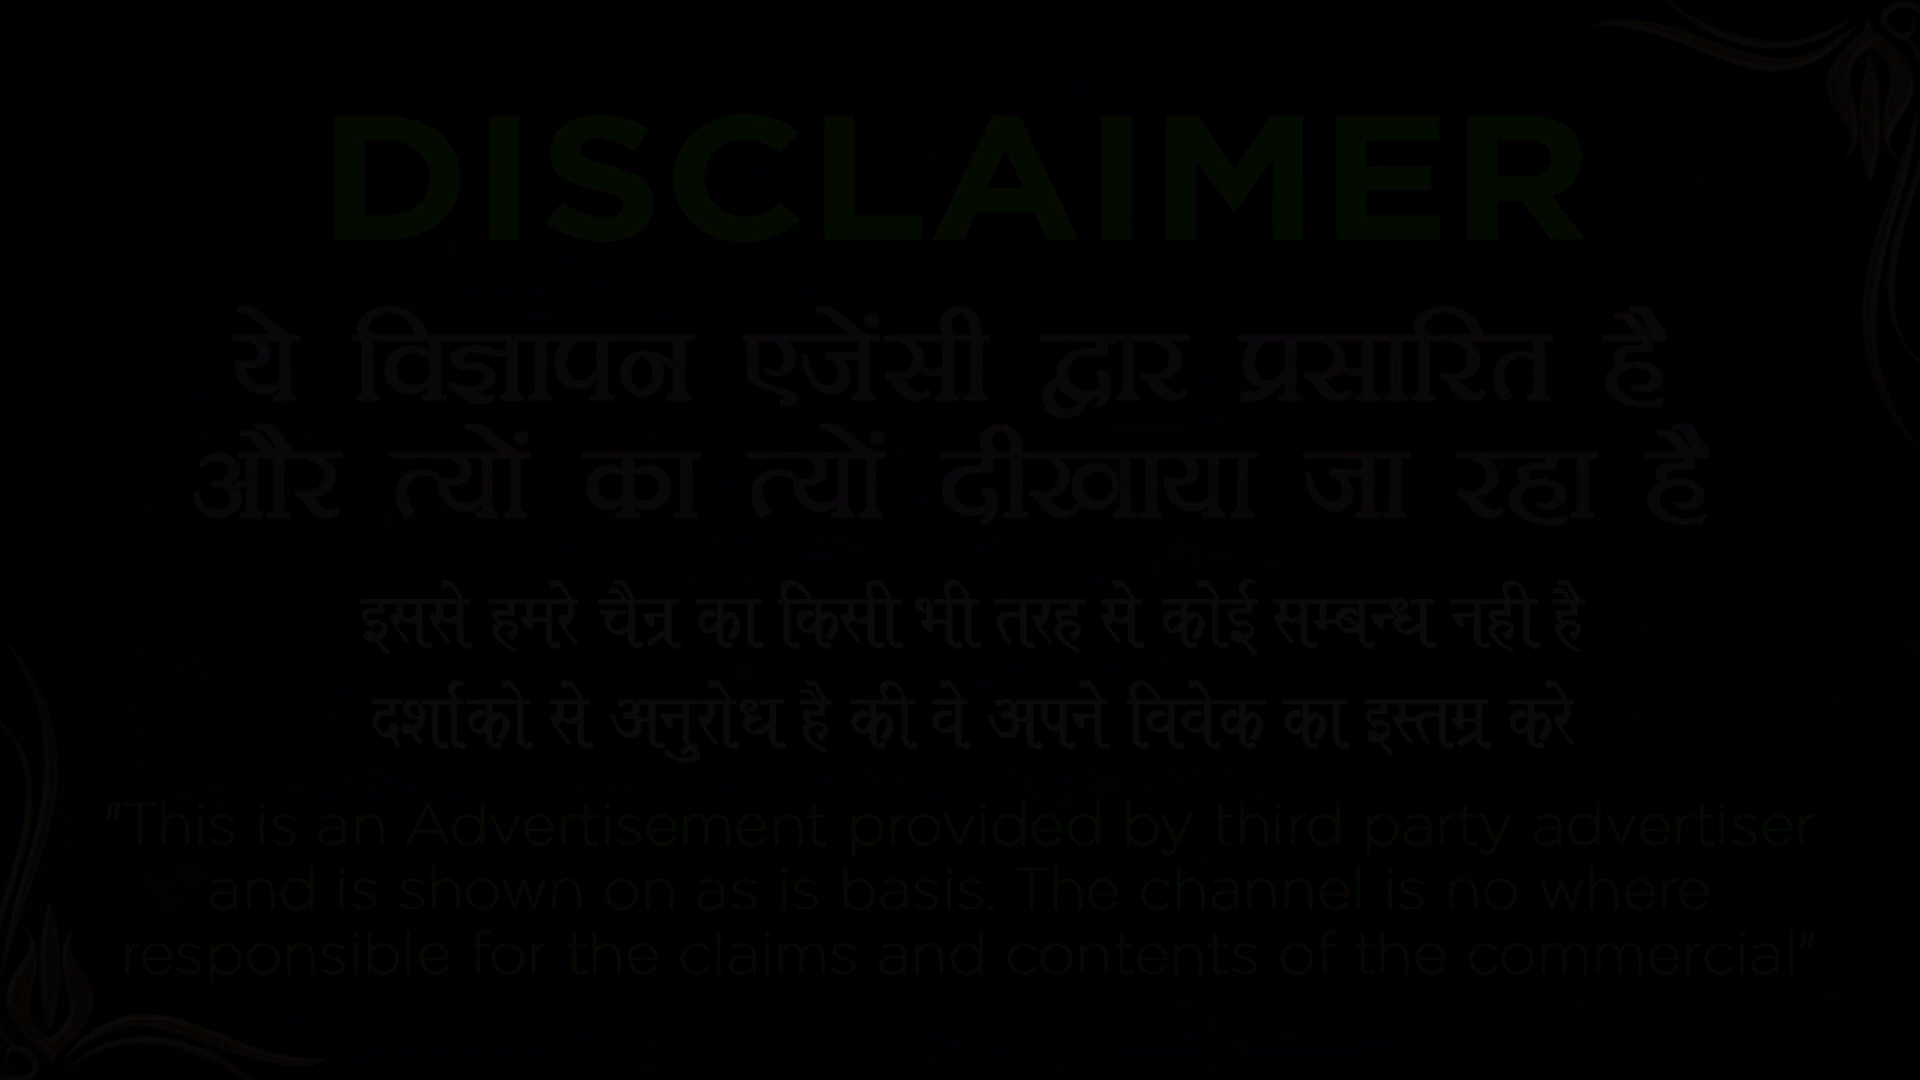 DISCLAIMER
ये विज्ञापन एजेंसी द्वार प्रसारित है
और त्यों का त्यों दीखाया जा रहा है
इससे हमरे चैन्र का किसी भी तरह से कोई सम्बन्ध नही है
दर्शाको से अनुरोध है की वे अपने विवेक का इस्तम्र करे
"This is an Advertisement provided by third party advertiser
and is shown on as is basis. The channel is no where
responsible for the claims and contents of the commercial"